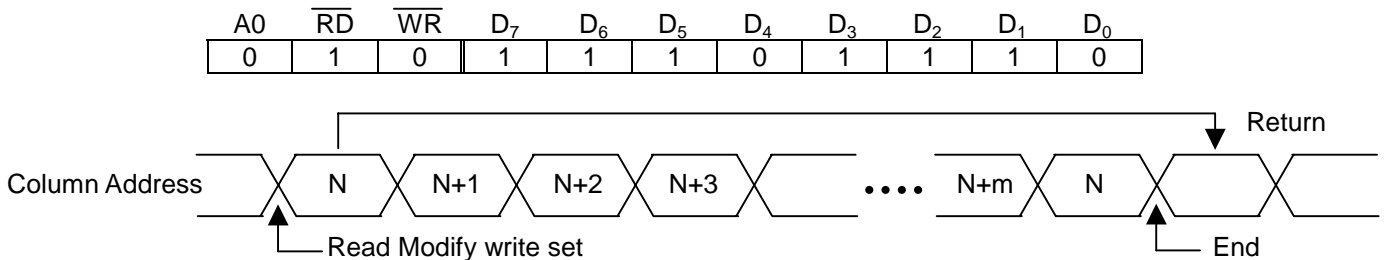 A0 RD WR D7 D6 D5 D4 D3 D2 D1 D0
0 1 0 1 1 1 0 1 1 1 0
Return
Column Address N N+1 N+2 N+3 •••• N+m N
Read Modify write set End